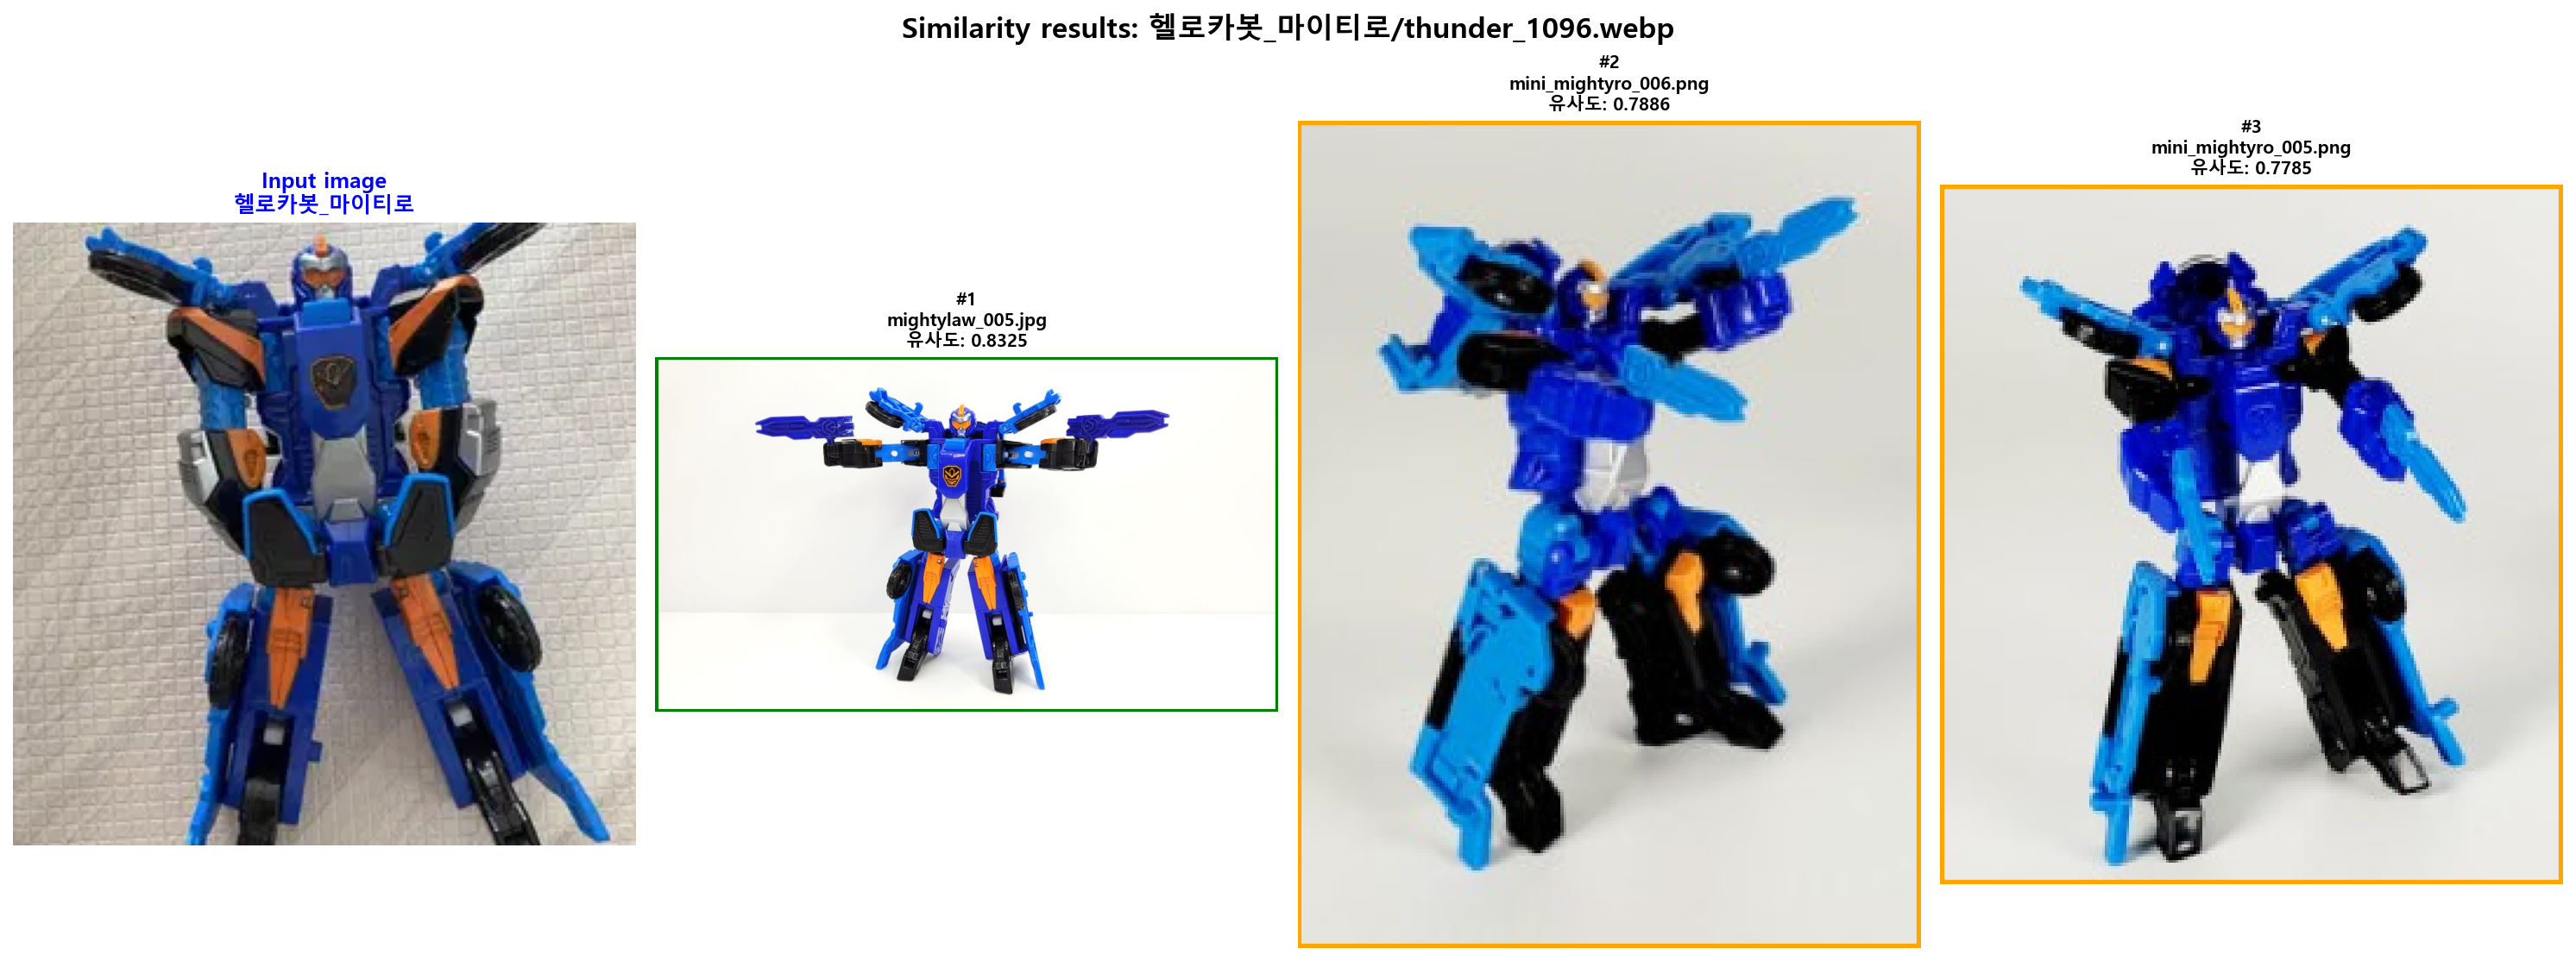 Similarity results: 헬로카봇_마이티로/thunder_1096.webp
Input image
헬로카봇_마이티로
#1
mightylaw_005.jpg
유사도: 0.8325
#2
mini_mightyro_006.png
유사도: 0.7886
#3
mini_mightyro_005.png
유사도: 0.7785